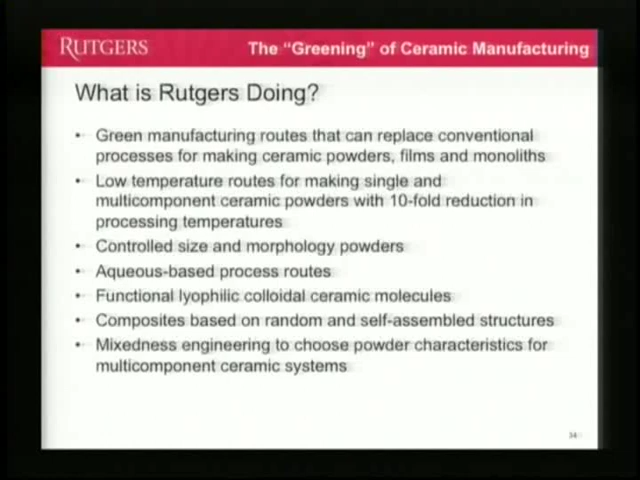 RUTGERS
The “Greening” of Ceramic Manufacturing
What is Rutgers Doing?
• Green manufacturing routes that can replace conventional
processes for making ceramic powders, films and monoliths
• Low temperature routes for making single and
multicomponent ceramic powders with 10-fold reduction in
processing temperatures
• Controlled size and morphology powders
• Aqueous-based process routes
• Functional lyophilic colloidal ceramic molecules
• Composites based on random and self-assembled structures
• Mixedness engineering to choose powder characteristics for
multicomponent ceramic systems
34